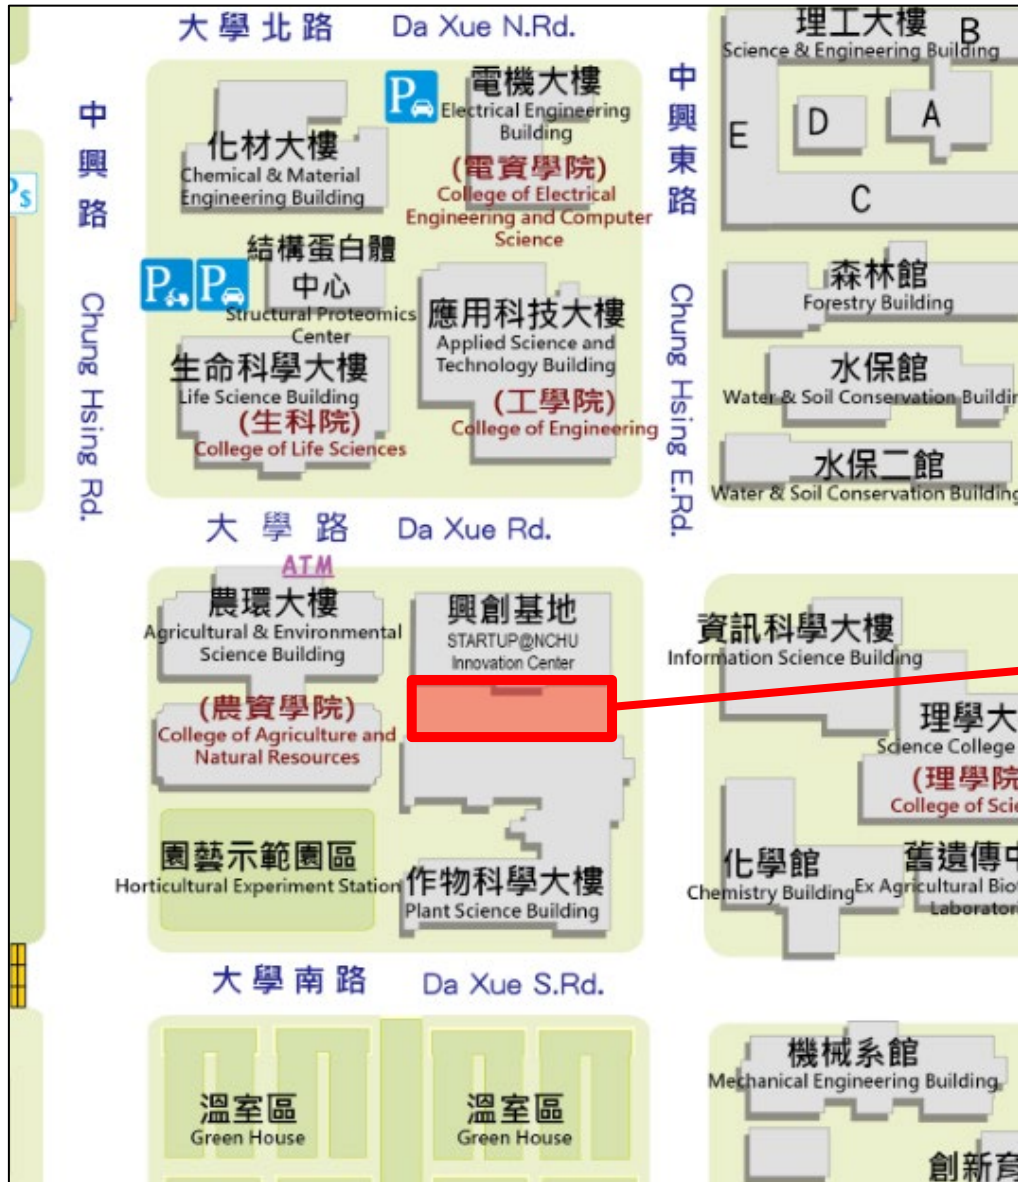 大學北路 Da Xue N.Rd.
中興路 Chung Hsing Rd.
中興東路 Chung Hsing E.Rd.
理工大樓
Science & Engineering Building
B
D
A
E
C
P
電機大樓
Electrical Engineering
Building
(電資學院)
College of Electrical
Engineering and Computer
Science
化材大樓
Chemical & Material
Engineering Building
P P
結構蛋白體
中心
Structural Proteomics
Center
應用科技大樓
Applied Science and
Technology Building
(工學院)
College of Engineering
生命科學大樓
Life Science Building
(生科院)
College of Life Sciences
森林館
Forestry Building
水保館
Water & Soil Conservation Buildin
水保二館
Water & Soil Conservation Building
大學路 Da Xue Rd.
ATM
農環大樓
Agricultural & Environmental
Science Building
(農資學院)
College of Agriculture and
Natural Resources
興創基地
STARTUP@NCHU
Innovation Center
園藝示範園區
Horticultural Experiment Station
作物科學大樓
Plant Science Building
資訊科學大樓
Information Science Building
理學大
Science College
(理學院
College of Scie
化學館
Chemistry Building
舊遺傳中
Ex Agricultural Biot
Laborator
大學南路 Da Xue S.Rd.
溫室區
Green House
溫室區
Green House
機械系館
Mechanical Engineering Building
創新育